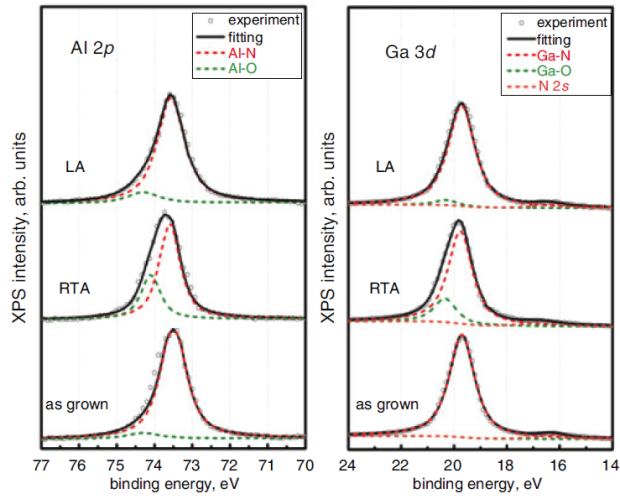 Al 2p
experiment
fitting
Al-N
Al-O
LA
RTA
as grown
XPS intensity, arb. units
77 76 75 74 73 72 71 70
binding energy, eV
Ga 3d
experiment
fitting
Ga-N
Ga-O
N 2s
LA
RTA
as grown
XPS intensity, arb. units
24 22 20 18 16 14
binding energy, eV